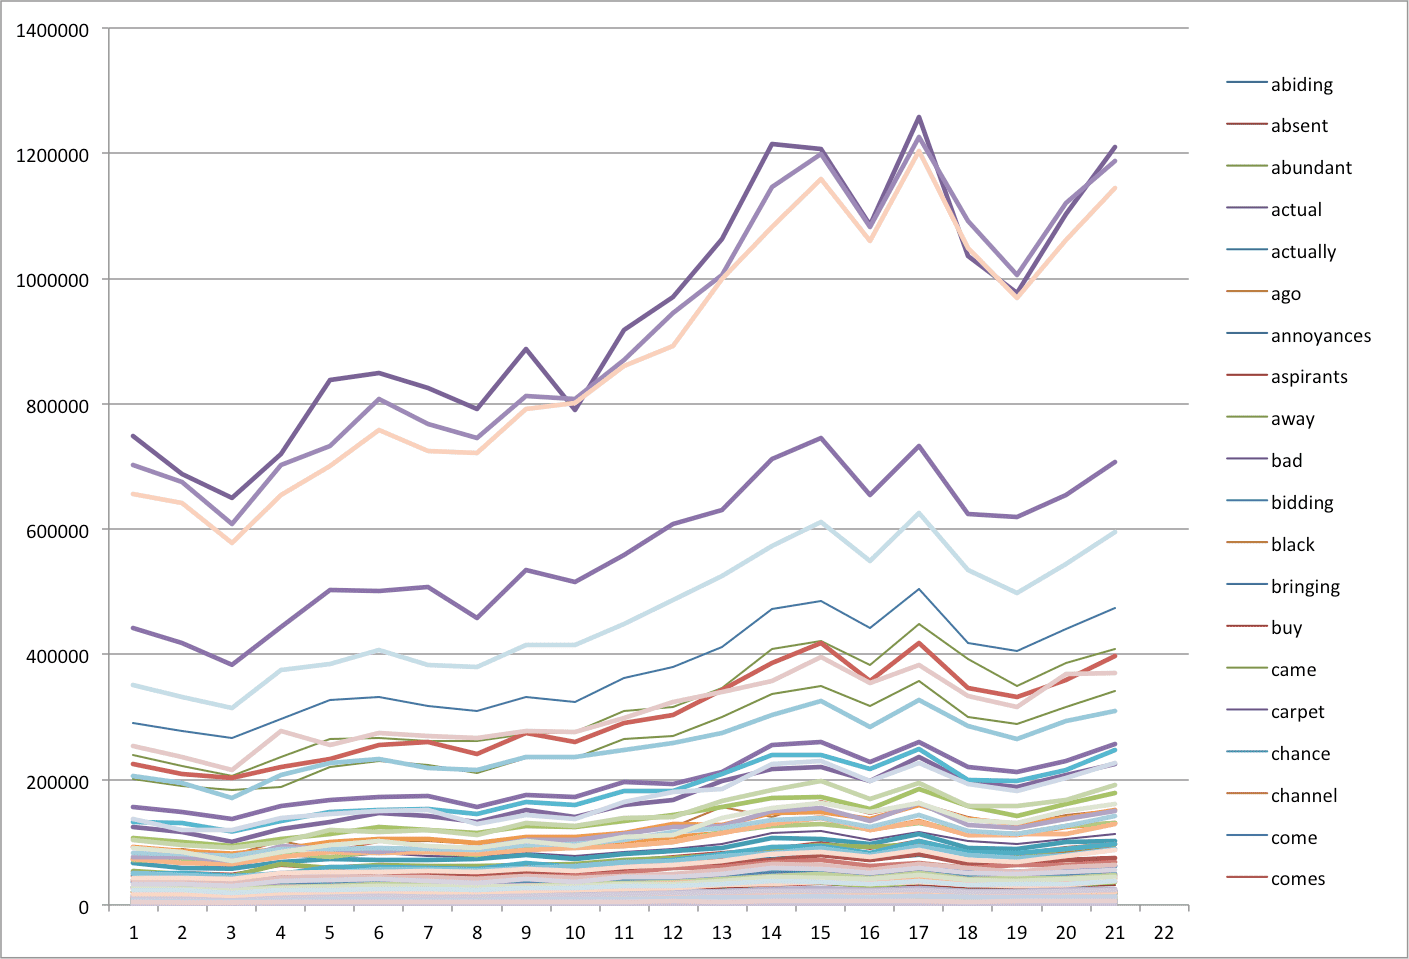 1400000
1200000
1000000
800000
600000
400000
200000
0
1 2 3 4 5 6 7 8 9 10 11 12 13 14 15 16 17 18 19 20 21 22
abiding
absent
abundant
actual
actually
ago
annoyances
aspirants
away
bad
bidding
black
bringing
buy
came
carpet
chance
channel
come
comes